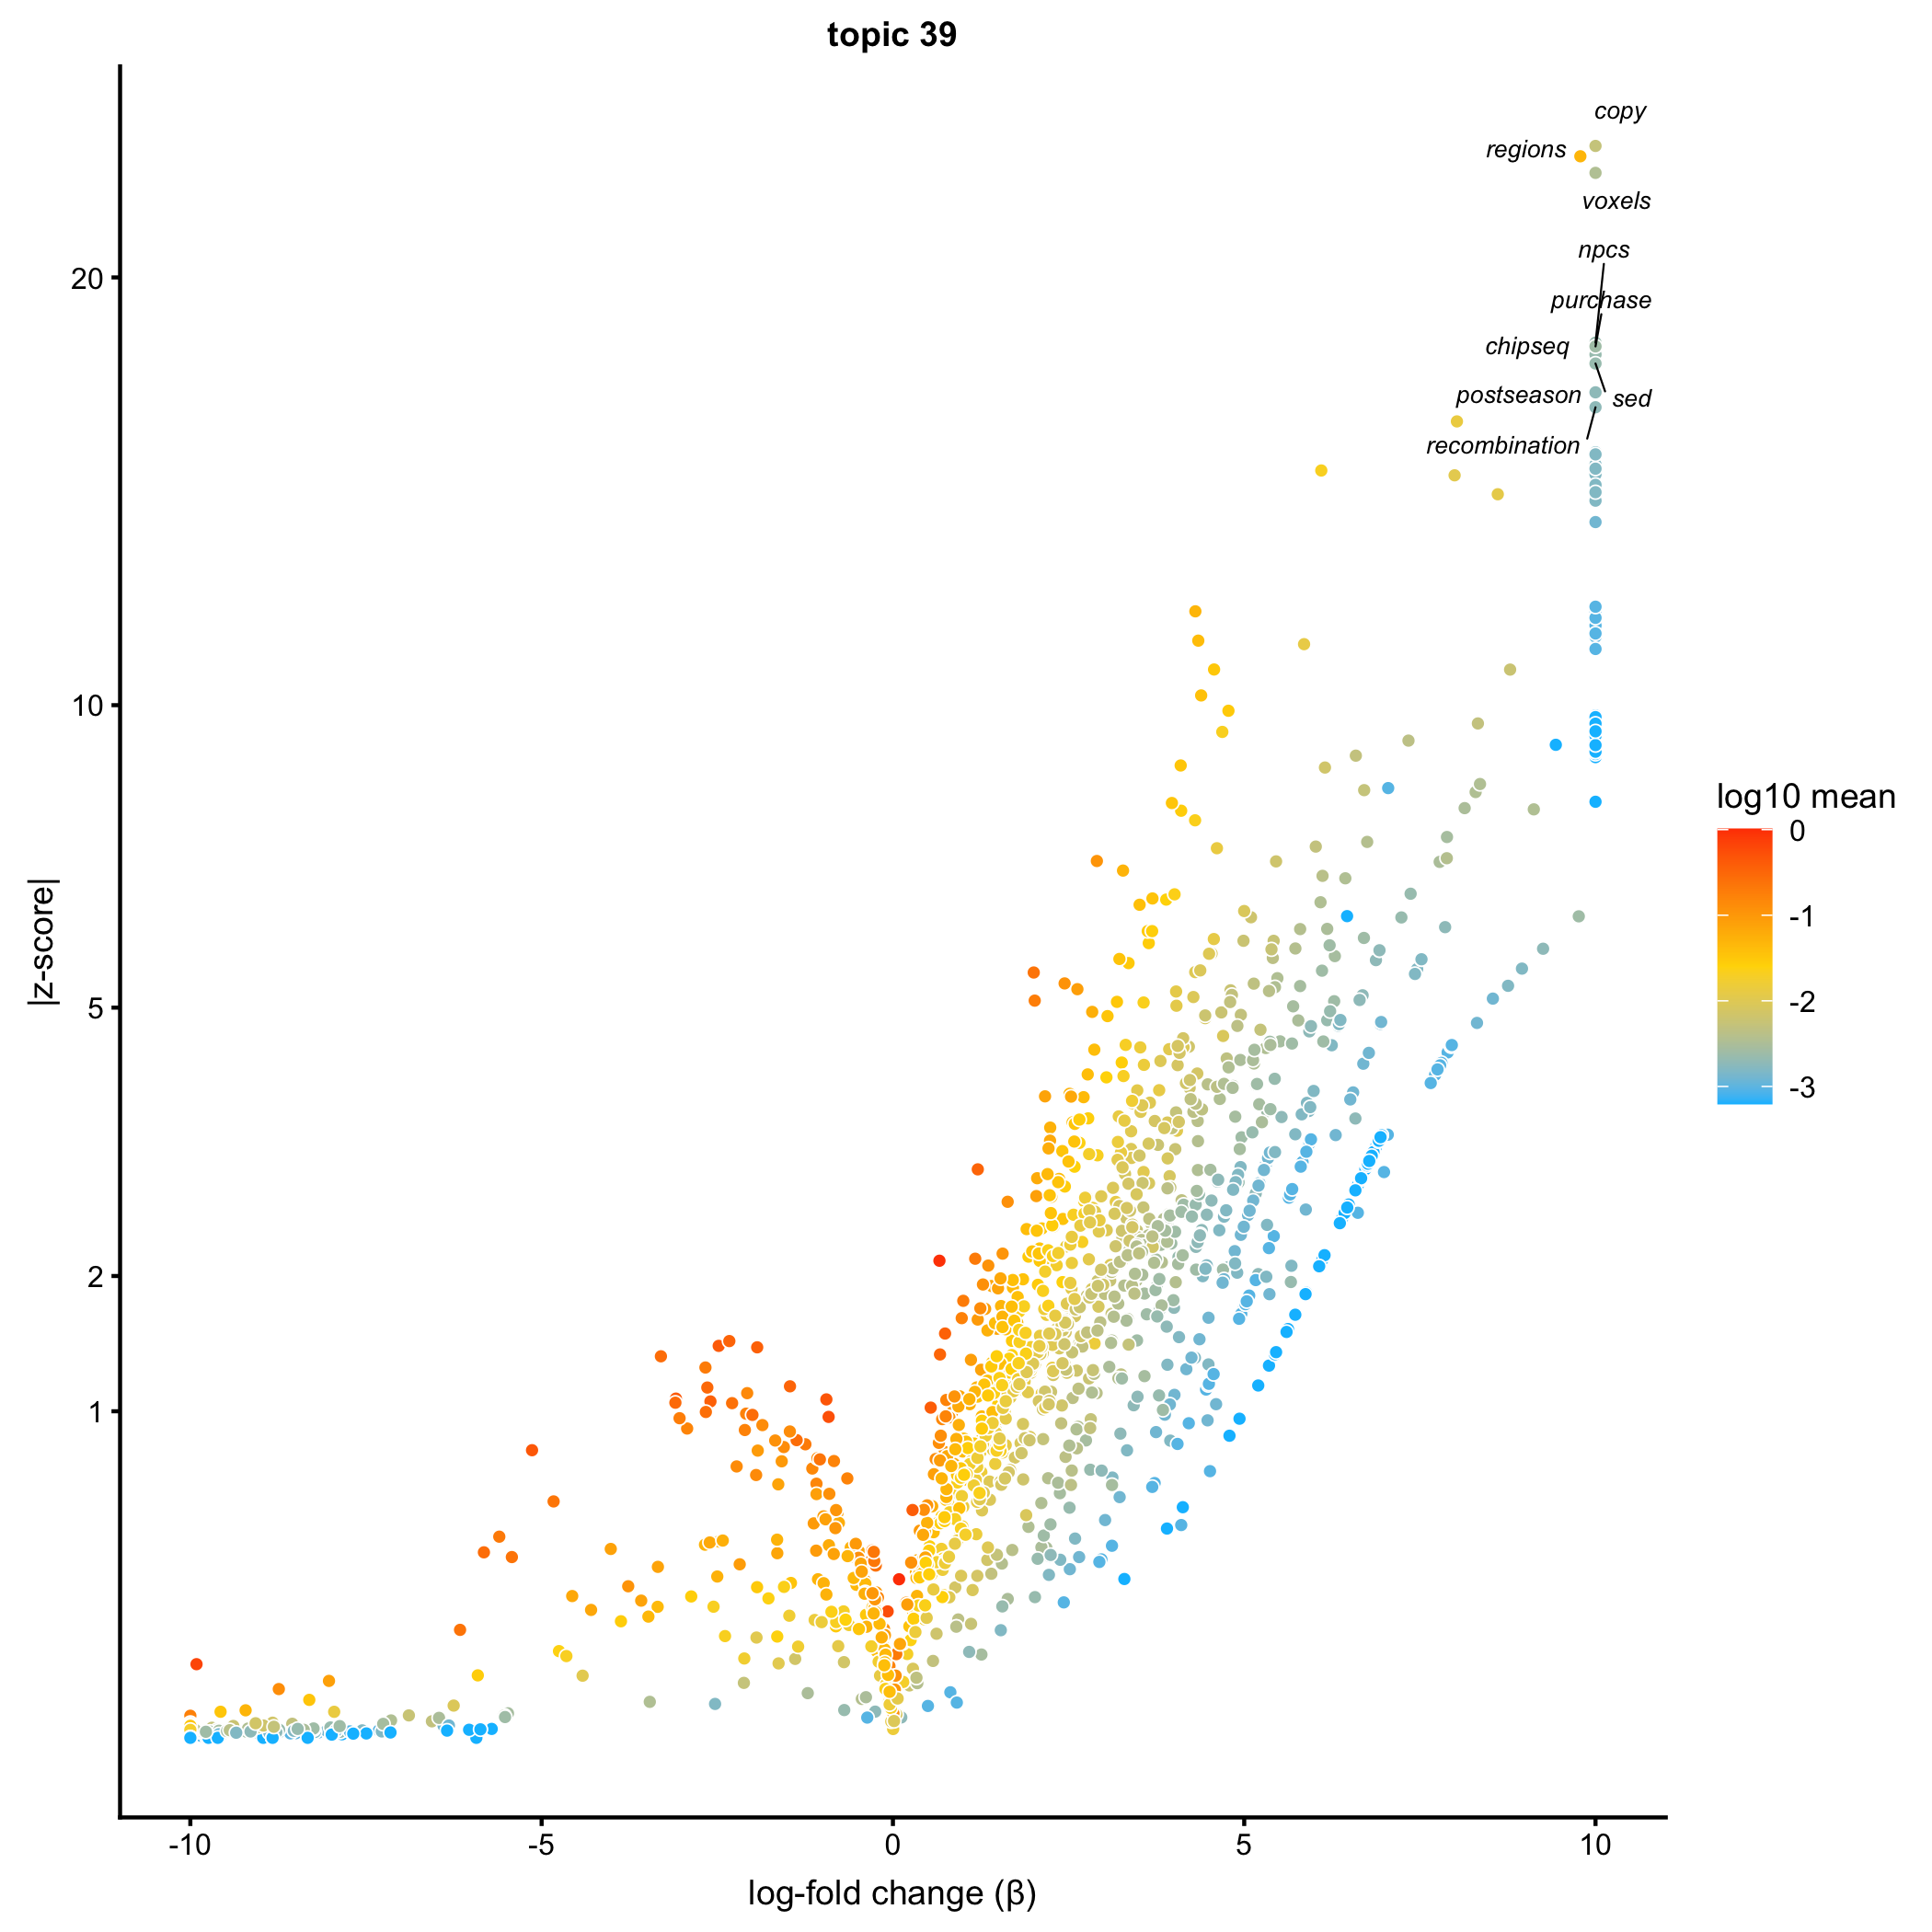 topic 39
copy
regions
voxels
npcs
purchase
chipseq
postseason
sed
recombination
20
10
5
2
1
|z-score|
-10
-5
0
5
10
log-fold change (β)
log10 mean
0
-1
-2
-3